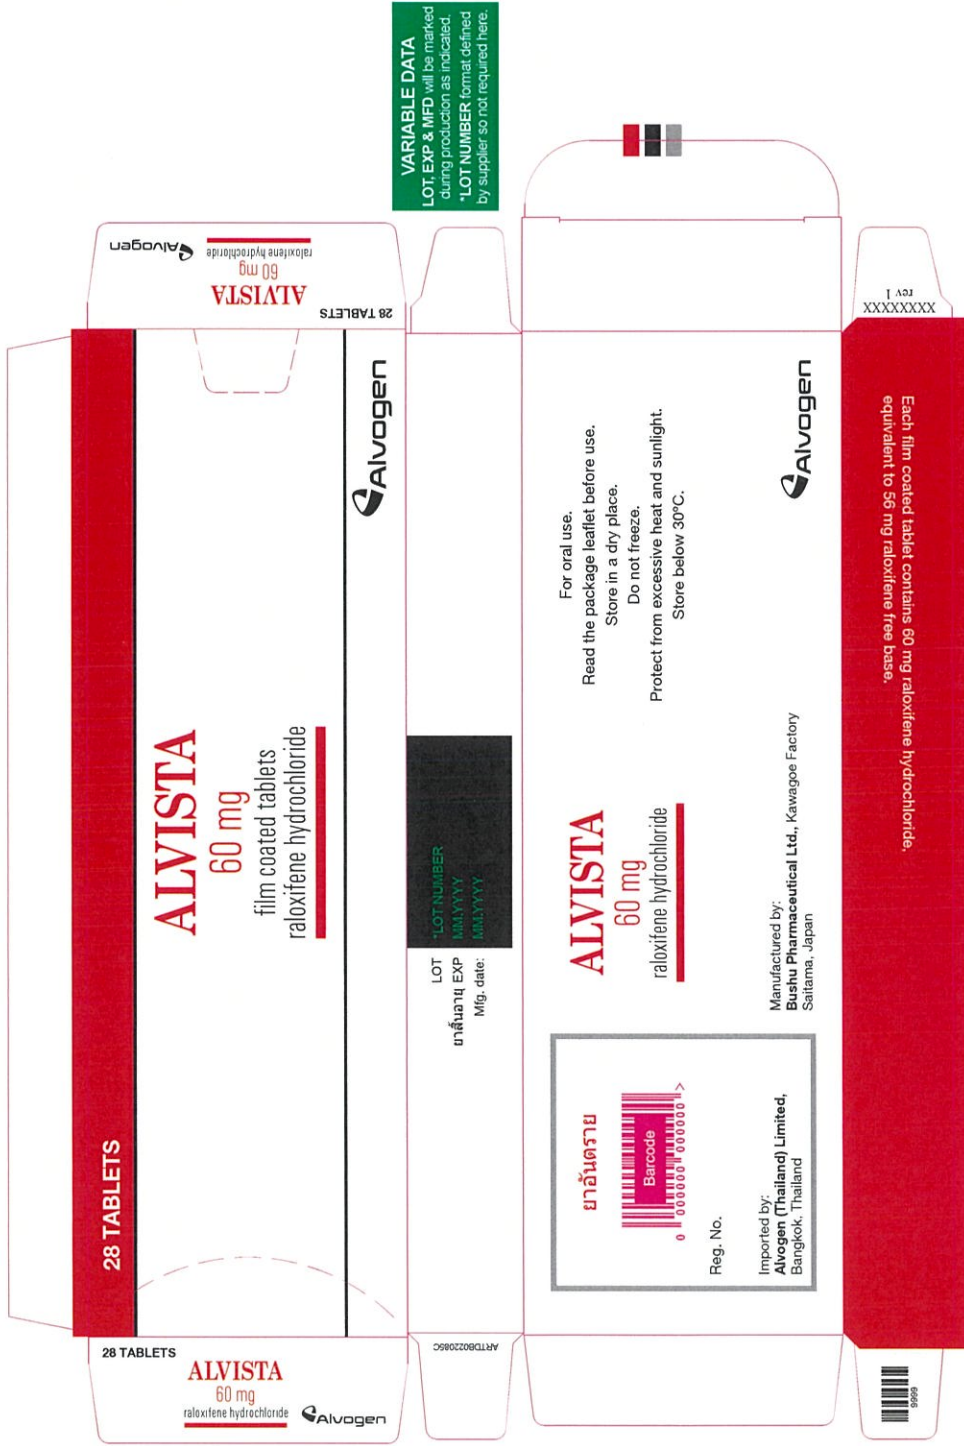 VARIABLE DATA
LOT, EXP & MFD will be marked
during production as indicated.
*LOT NUMBER format defined
by supplier so not required here.
28 TABLETS
ALVISTA
60 mg
raloxifene hydrochloride
Alvogen
28 TABLETS
ALVISTA
60 mg
film coated tablets
raloxifene hydrochloride
Alvogen
28 TABLETS
ALVISTA
60 mg
raloxifene hydrochloride
Alvogen
LOT *LOT NUMBER
ยาสิ้นอายุ EXP MM.YYYY
Mfg. date: MM.YYYY
ARTDB02208SC
ยาอันตราย
Barcode
0 000000 000000 >
Reg. No.
Imported by:
Alvogen (Thailand) Limited,
Bangkok, Thailand
ALVISTA
60 mg
raloxifene hydrochloride
Manufactured by:
Bushu Pharmaceutical Ltd., Kawagoe Factory
Saitama, Japan
For oral use.
Read the package leaflet before use.
Store in a dry place.
Do not freeze.
Protect from excessive heat and sunlight.
Store below 30°C.
Alvogen
XXXXXXXX
rev 1
Each film coated tablet contains 60 mg raloxifene hydrochloride,
equivalent to 56 mg raloxifene free base.
9999